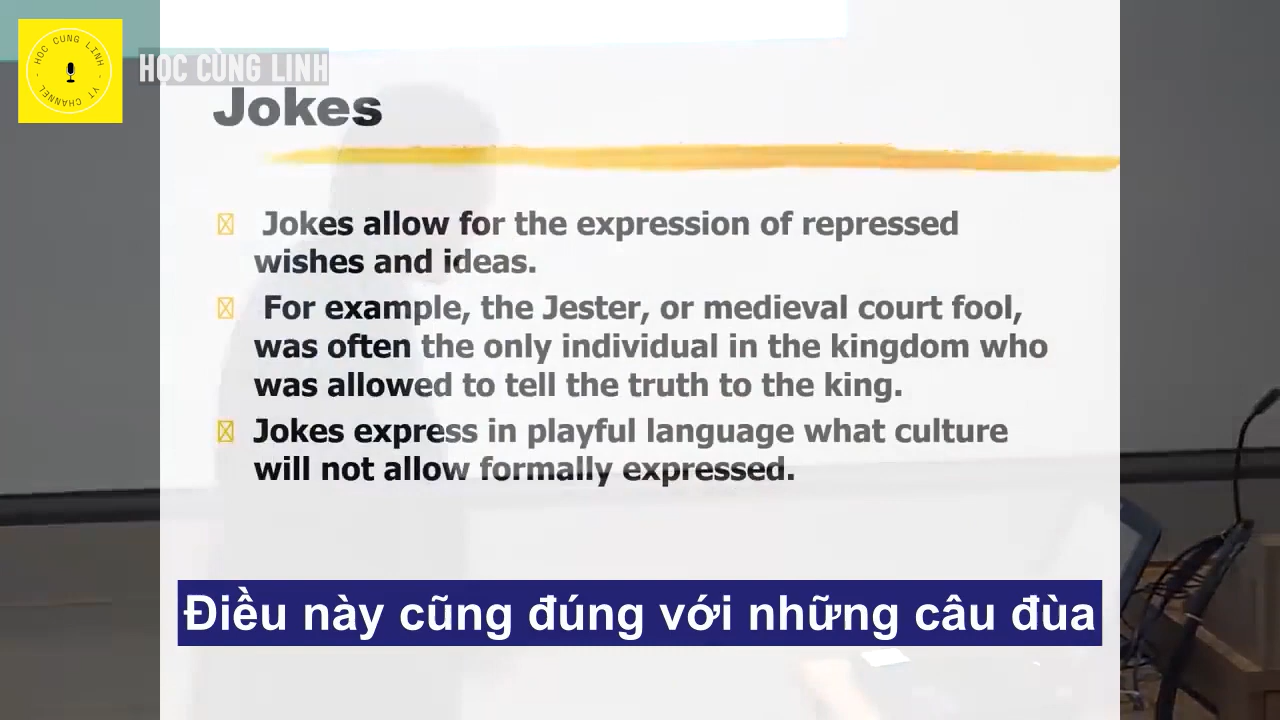 HỌC CÙNG LINH
- HOC CUNG LINH - YT CHANNEL
Jokes
Jokes allow for the expression of repressed
wishes and ideas.
For example, the Jester, or medieval court fool,
was often the only individual in the kingdom who
was allowed to tell the truth to the king.
Jokes express in playful language what culture
will not allow formally expressed.
Điều này cũng đúng với những câu đùa